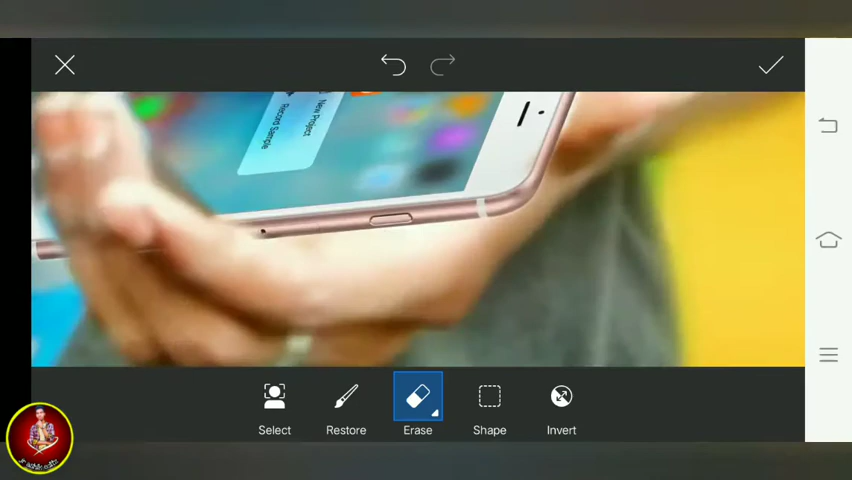 New Project
Record Sample
Select
Restore
Erase
Shape
Invert